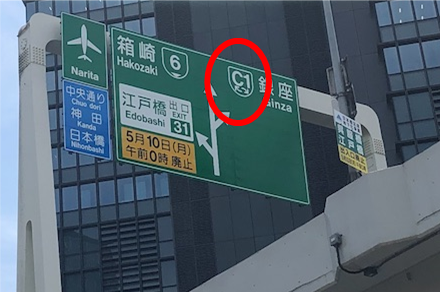 Narita
中央通り
Chuo dori
神田
Kanda
日本橋
Nihonbashi
箱崎
Hakozaki
6
江戸橋
Edobashi
出口
EXIT
31
5月10日(月)
午前0時廃止
C1
銀座
inza